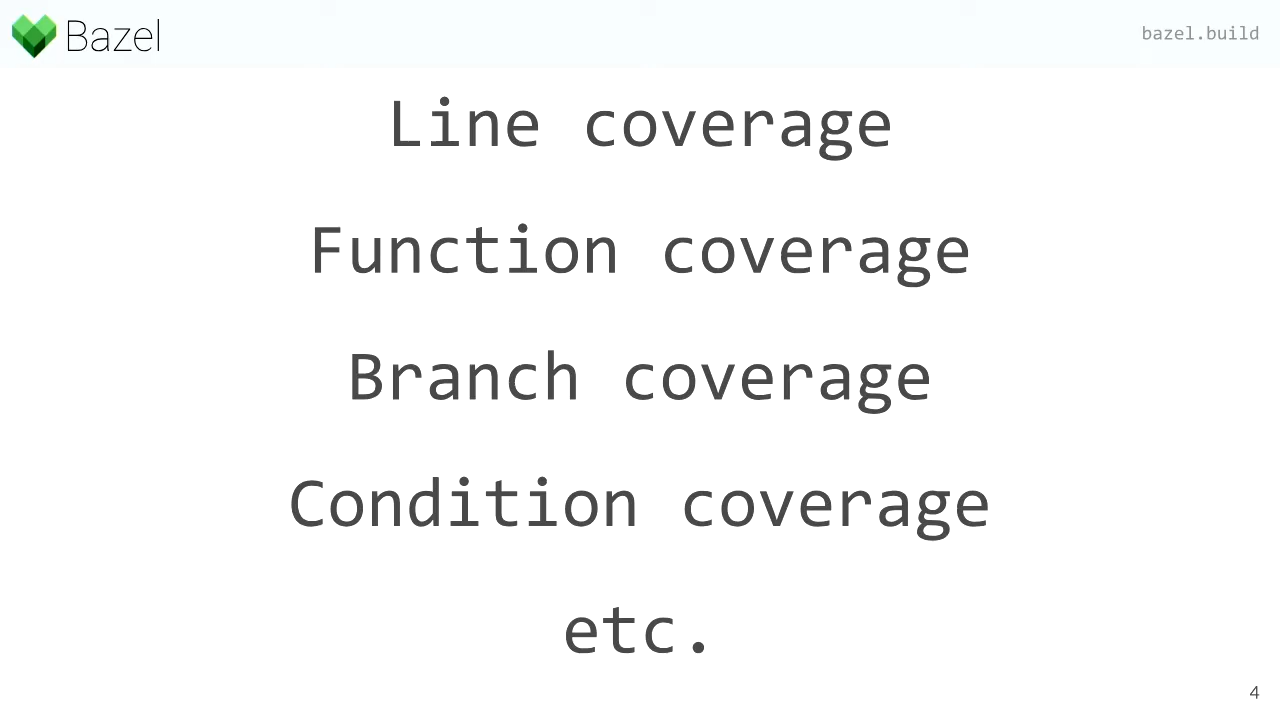 Bazel
bazel.build
Line coverage
Function coverage
Branch coverage
Condition coverage
etc.
4